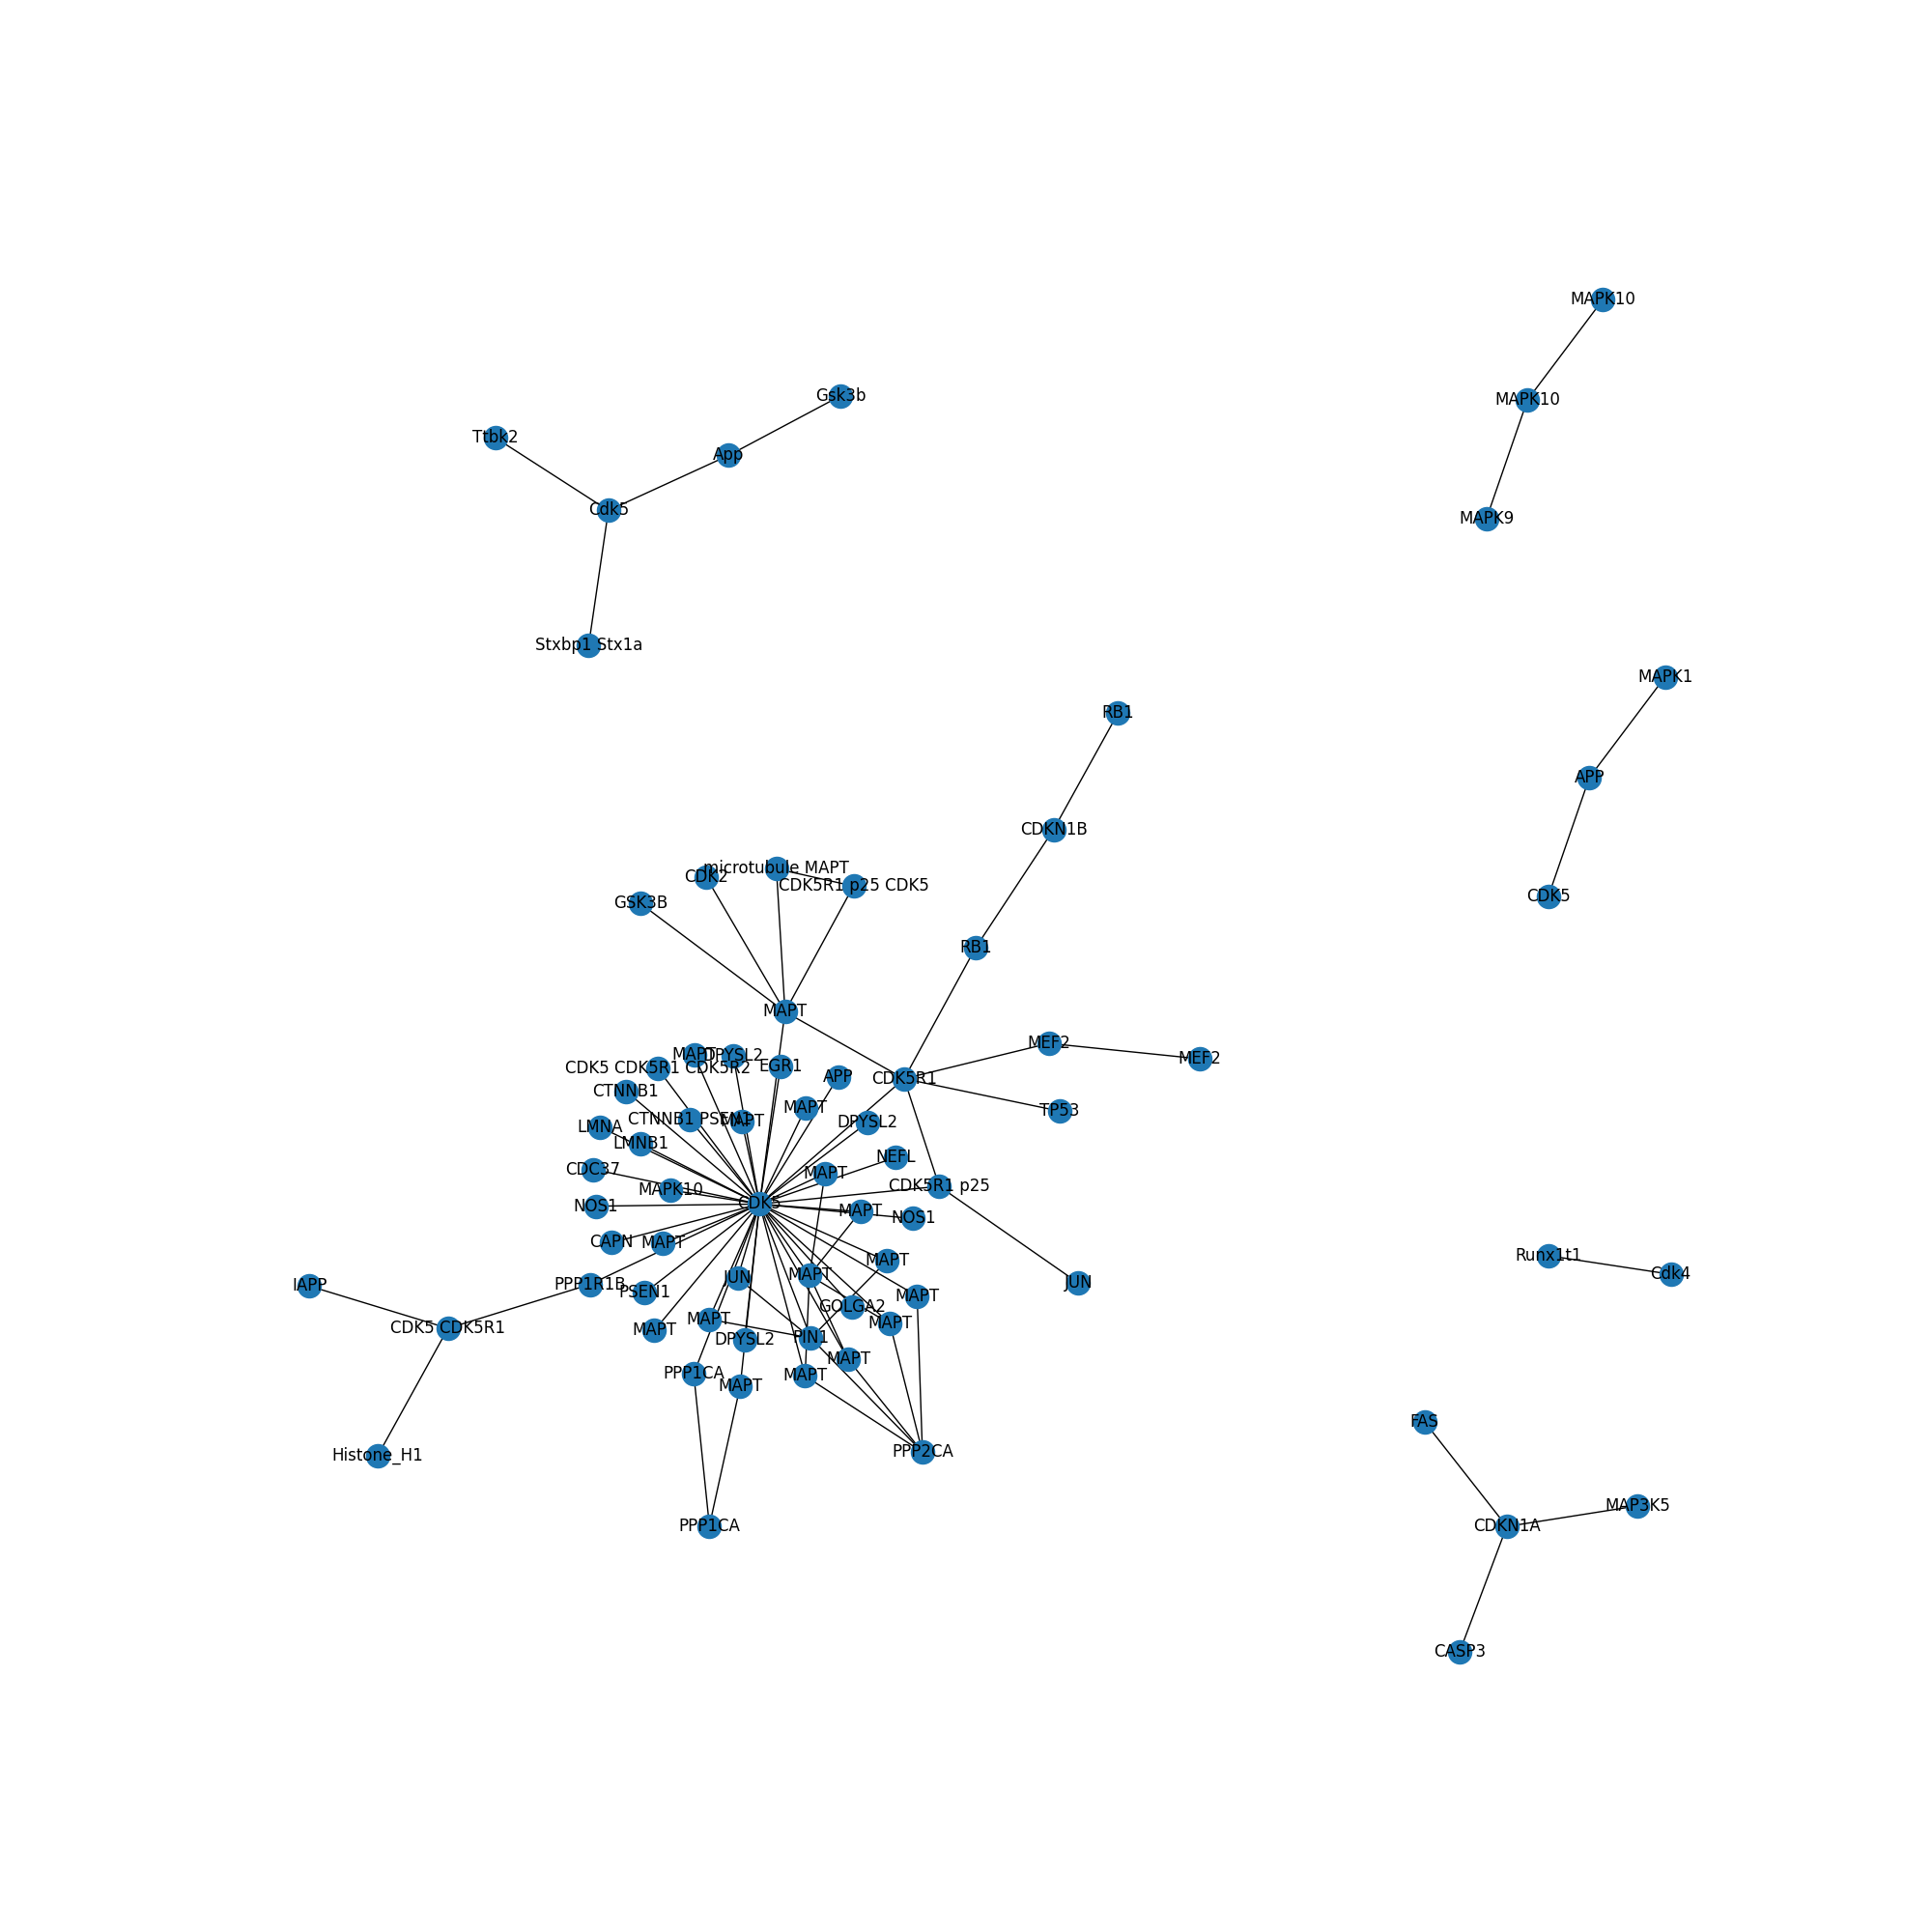 MAPK10
Gsk3b
MAPK10
Ttbk2
App
Cdk5
MAPK9
Stxbp1 Stx1a
MAPK1
RB1
APP
CDKN1B
microtubule MAPT
CDK2
CDK5R1 p25 CDK5
CDK5
GSK3B
RB1
MAPT
MEF2
MEF2
MAPT
DPYSL2
EGR1
CDK5 CDK5R1 CDK5R2
APP
CDK5R1
CTNNB1
MAPT
TP53
CTNNB1 PSEN1
MAPT
DPYSL2
LMNA
LMNB1
NEFL
CDC37
MAPT
MAPK10
CDK5R1 p25
CDK5
NOS1
MAPT
NOS1
CAPN
MAPT
MAPT
Runx1t1
Cdk4
IAPP
PPP1R1B
PSEN1
JUN
MAPT
JUN
MAPT
GOLGA2
CDK5 CDK5R1
MAPT
MAPT
MAPT
DPYSL2
PIN1
MAPT
PPP1CA
MAPT
MAPT
FAS
Histone_H1
PPP2CA
MAP3K5
PPP1CA
CDKN1A
CASP3